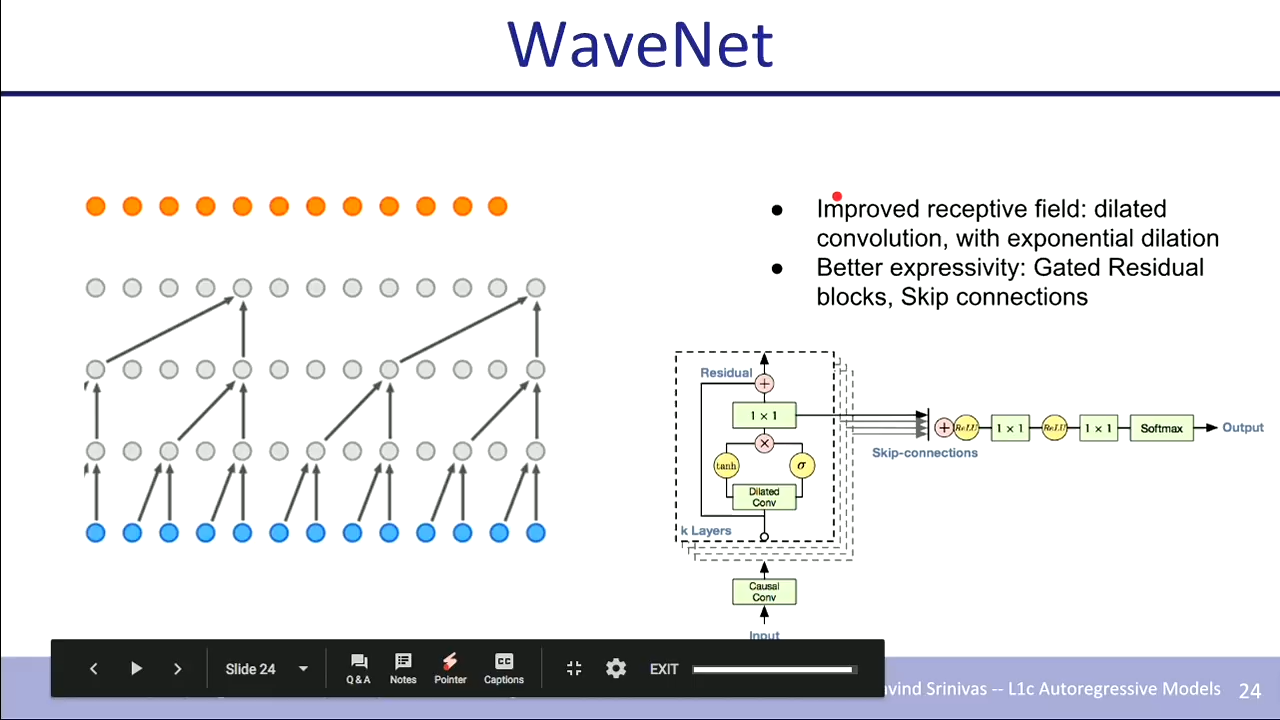 WaveNet
● Improved receptive field: dilated
convolution, with exponential dilation
● Better expressivity: Gated Residual
blocks, Skip connections
Residual
+
1 × 1
×
tanh
σ
Dilated
Conv
k Layers
Causal
Conv
Input
+ ReLU 1 × 1 ReLU 1 × 1 Softmax Output
Skip-connections
Slide 24
Q & A
Notes
Pointer
CC
Captions
EXIT
Srinivas -- L1c Autoregressive Models
24